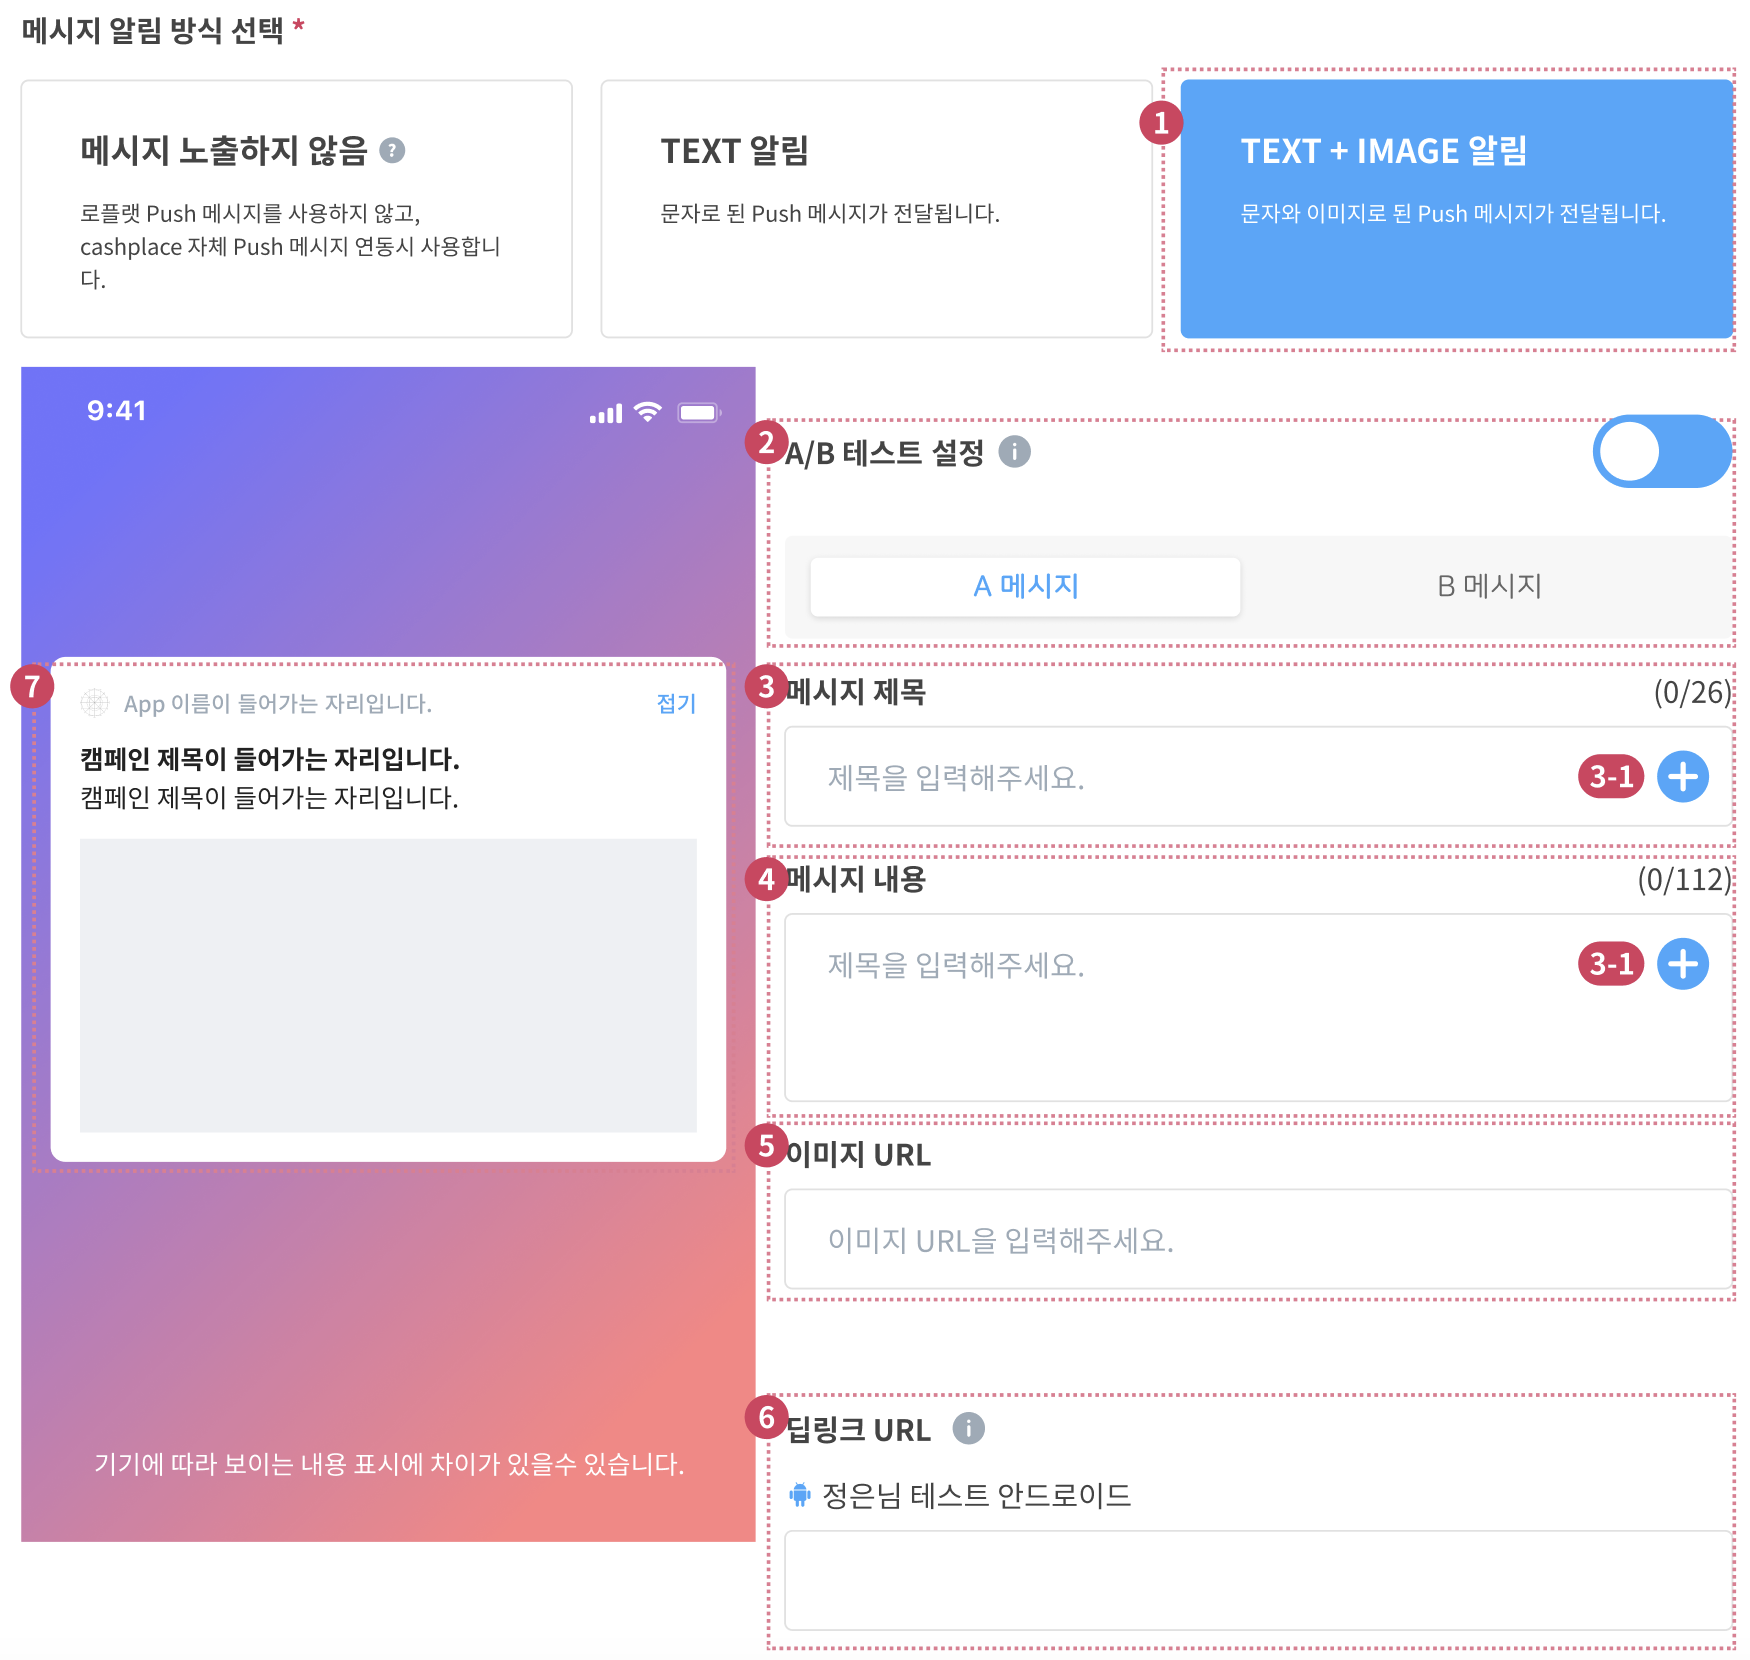 메시지 알림 방식 선택 *
메시지 노출하지 않음 ?
로플랫 Push 메시지를 사용하지 않고,
cashplace 자체 Push 메시지 연동시 사용합니
다.
TEXT 알림
문자로 된 Push 메시지가 전달됩니다.
1
TEXT + IMAGE 알림
문자와 이미지로 된 Push 메시지가 전달됩니다.
9:41
7
App 이름이 들어가는 자리입니다.
접기
캠페인 제목이 들어가는 자리입니다.
캠페인 제목이 들어가는 자리입니다.
기기에 따라 보이는 내용 표시에 차이가 있을수 있습니다.
2
A/B 테스트 설정 i
A 메시지
B 메시지
3
메시지 제목
(0/26)
제목을 입력해주세요.
3-1
4
메시지 내용
(0/112)
제목을 입력해주세요.
3-1
5
이미지 URL
이미지 URL을 입력해주세요.
6
딥링크 URL i
정은님 테스트 안드로이드